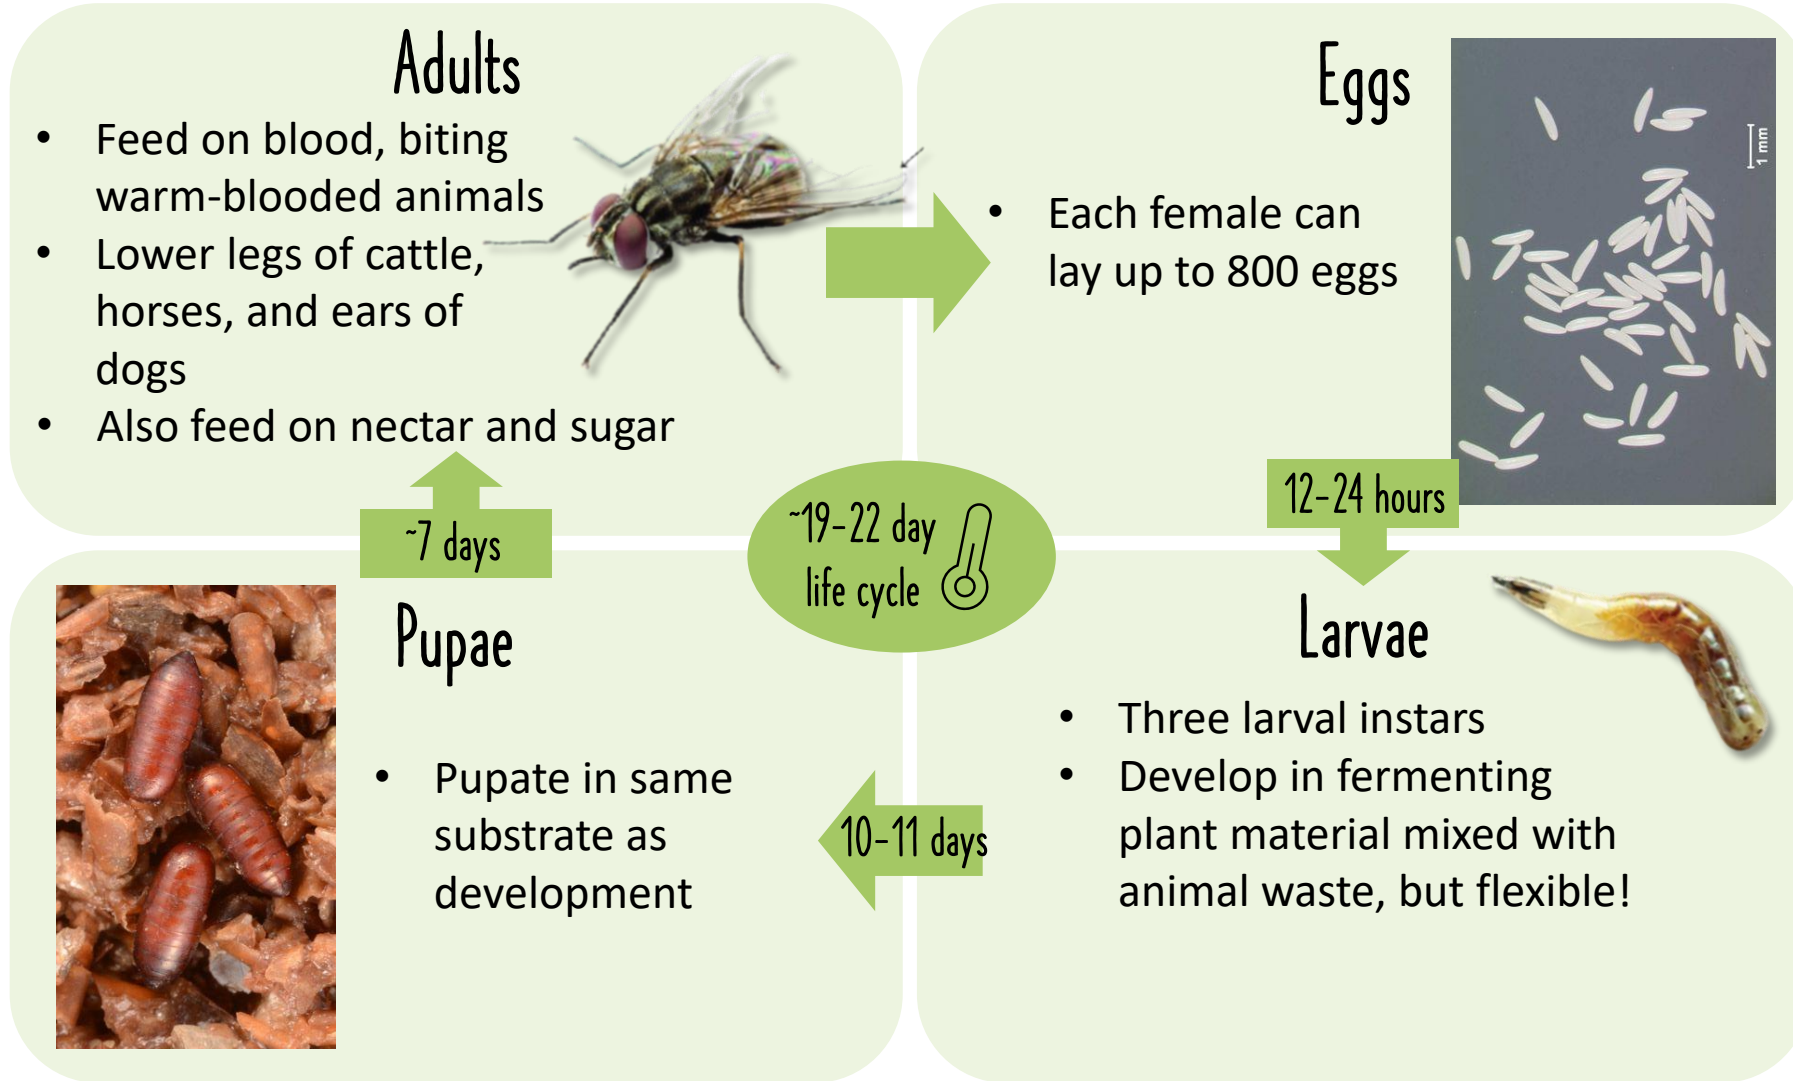 Adults
• Feed on blood, biting
warm-blooded animals
• Lower legs of cattle,
horses, and ears of
dogs
• Also feed on nectar and sugar
Eggs
• Each female can
lay up to 800 eggs
1 mm
12-24 hours
~19-22 day
life cycle
~7 days
Larvae
• Three larval instars
• Develop in fermenting
plant material mixed with
animal waste, but flexible!
10-11 days
Pupae
• Pupate in same
substrate as
development